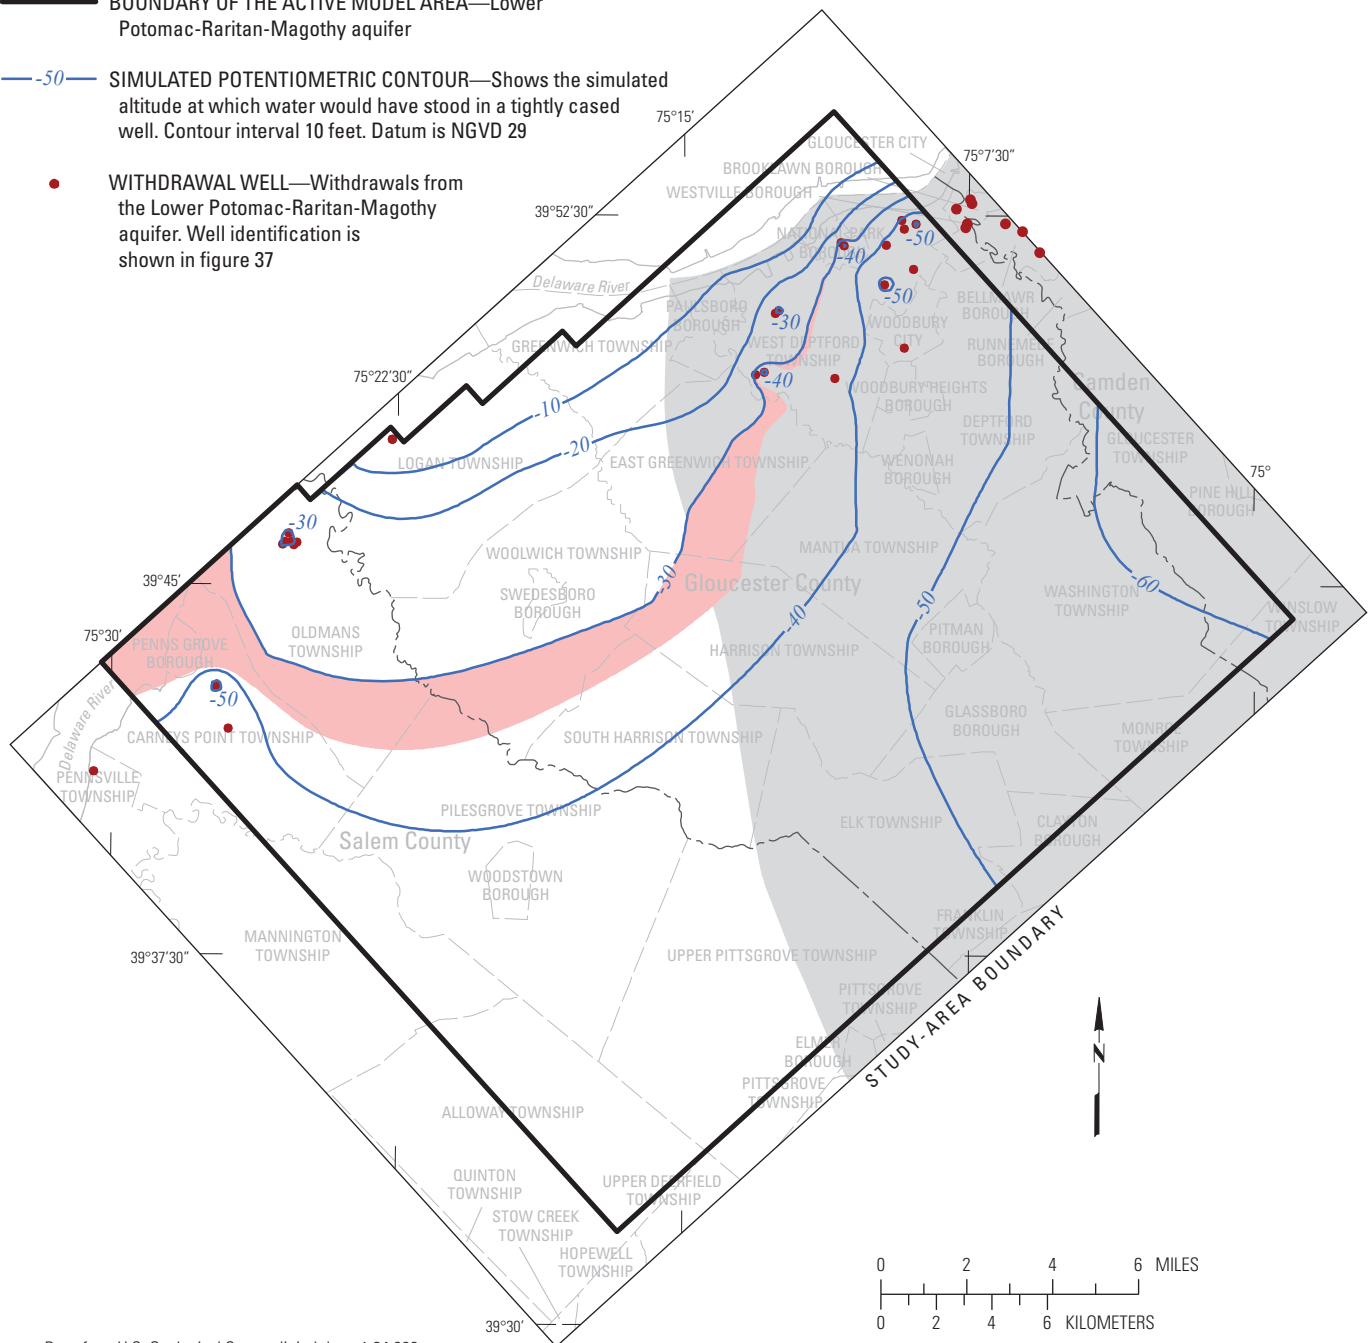 BOUNDARY OF THE ACTIVE MODEL AREA—Lower
Potomac-Raritan-Magothy aquifer
-50
SIMULATED POTENTIOMETRIC CONTOUR—Shows the simulated
altitude at which water would have stood in a tightly cased
well. Contour interval 10 feet. Datum is NGVD 29
WITHDRAWAL WELL—Withdrawals from
the Lower Potomac-Raritan-Magothy
aquifer. Well identification is
shown in figure 37
75°15'
75°7'30"
39°52'30"
75°22'30"
75°
39°45'
75°30'
39°37'30"
39°30'
GLOUCESTER CITY
BROOKLAWN BOROUGH
WESTVILLE BOROUGH
NATIONAL PARK
BOROUGH
-50
-40
Delaware River
-50
PAULSBORO
BOROUGH
-30
BELLMAWR
BOROUGH
WOODBURY
CITY
GREENWICH TOWNSHIP
WEST DEPTFORD
TOWNSHIP
RUNNEMEDE
BOROUGH
-40
WOODBURY HEIGHTS
BOROUGH
Camden
County
-10
-20
DEPTFORD
TOWNSHIP
GLOUCESTER
TOWNSHIP
LOGAN TOWNSHIP
EAST GREENWICH TOWNSHIP
WENONAH
BOROUGH
PINE HILL
BOROUGH
-30
WOOLWICH TOWNSHIP
MANTUA TOWNSHIP
-30
Gloucester County
-60
SWEDESBORO
BOROUGH
-50
-40
WASHINGTON
TOWNSHIP
WINSLOW
TOWNSHIP
OLDMANS
TOWNSHIP
PENNS GROVE
BOROUGH
PITMAN
BOROUGH
HARRISON TOWNSHIP
-50
Delaware River
GLASSBORO
BOROUGH
CARNEYS POINT TOWNSHIP
SOUTH HARRISON TOWNSHIP
MONROE
TOWNSHIP
PENNSVILLE
TOWNSHIP
PILESGROVE TOWNSHIP
ELK TOWNSHIP
CLAYTON
BOROUGH
Salem County
WOODSTOWN
BOROUGH
FRANKLIN
TOWNSHIP
MANNINGTON
TOWNSHIP
UPPER PITTSGROVE TOWNSHIP
PITTSGROVE
TOWNSHIP
STUDY-AREA BOUNDARY
ELMER
BOROUGH
N
PITTSGROVE
TOWNSHIP
ALLOWAY TOWNSHIP
QUINTON
TOWNSHIP
UPPER DEERFIELD
TOWNSHIP
STOW CREEK
TOWNSHIP
HOPEWELL
TOWNSHIP
0 2 4 6 MILES
0 2 4 6 KILOMETERS